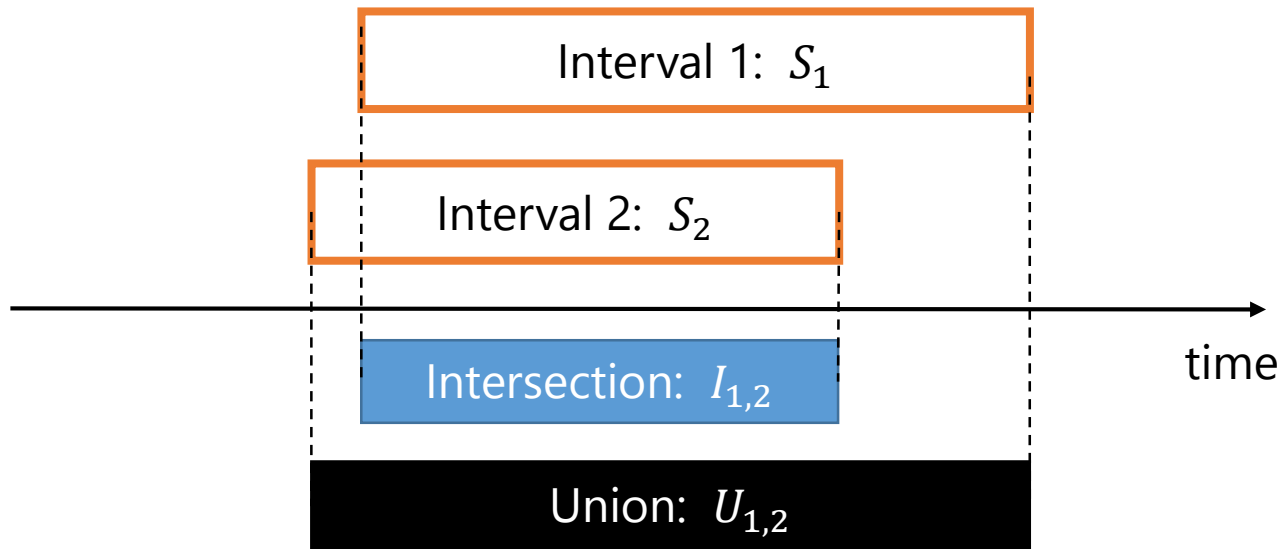 Interval 1: S₁
Interval 2: S₂
time
Intersection: I₁,₂
Union: U₁,₂